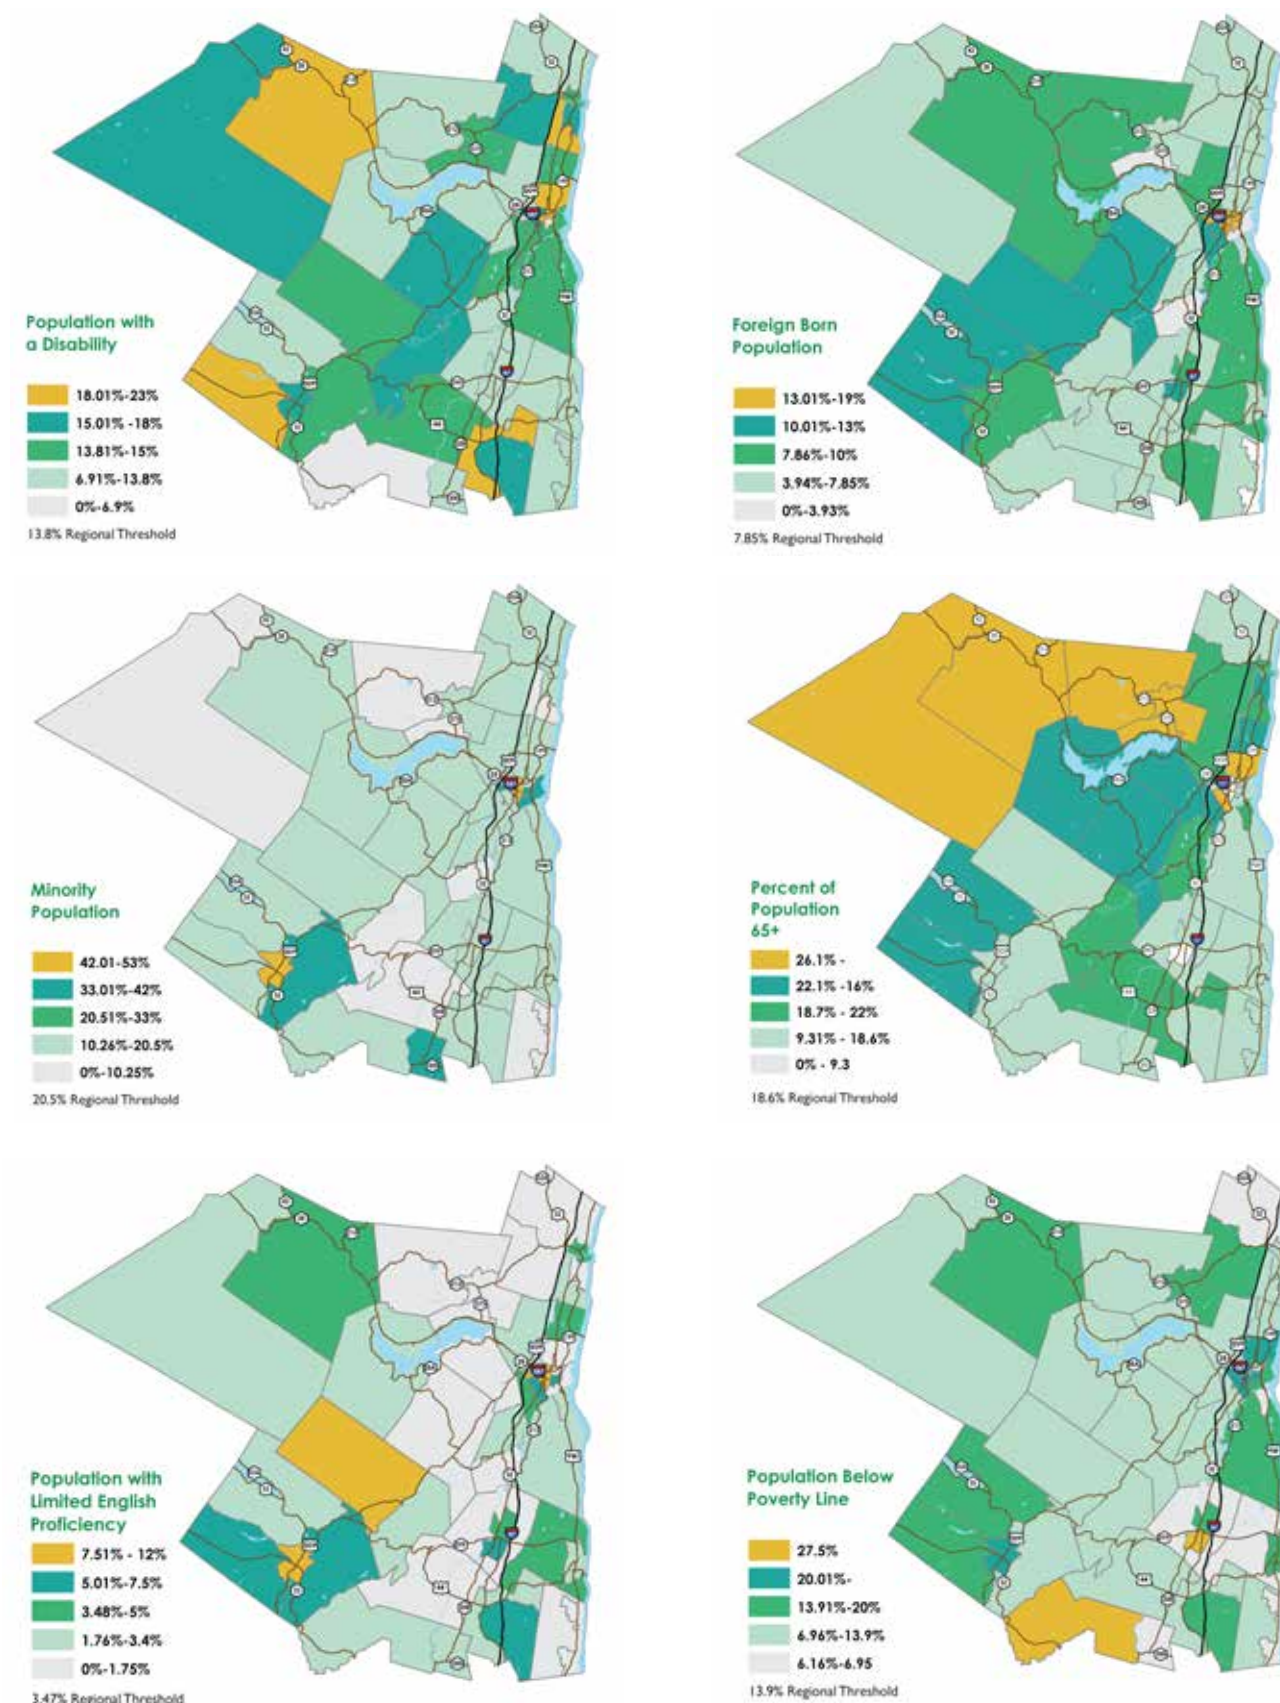 Population with
a Disability
18.01%-23%
15.01% -18%
13.81%-15%
6.91%-13.8%
0%-6.9%
13.8% Regional Threshold
Foreign Born
Population
13.01%-19%
10.01%-13%
7.86%-10%
3.94%-7.85%
0%-3.93%
7.85% Regional Threshold
Minority
Population
42.01-53%
33.01%-42%
20.51%-33%
10.26%-20.5%
0%-10.25%
20.5% Regional Threshold
Percent of
Population
65+
26.1% -
22.1% -16%
18.7% - 22%
9.31% - 18.6%
0% - 9.3
18.6% Regional Threshold
Population with
Limited English
Proficiency
7.51% - 12%
5.01%-7.5%
3.48%-5%
1.76%-3.4%
0%-1.75%
3.47% Regional Threshold
Population Below
Poverty Line
27.5%
20.01%-
13.91%-20%
6.96%-13.9%
6.16%-6.95
13.9% Regional Threshold